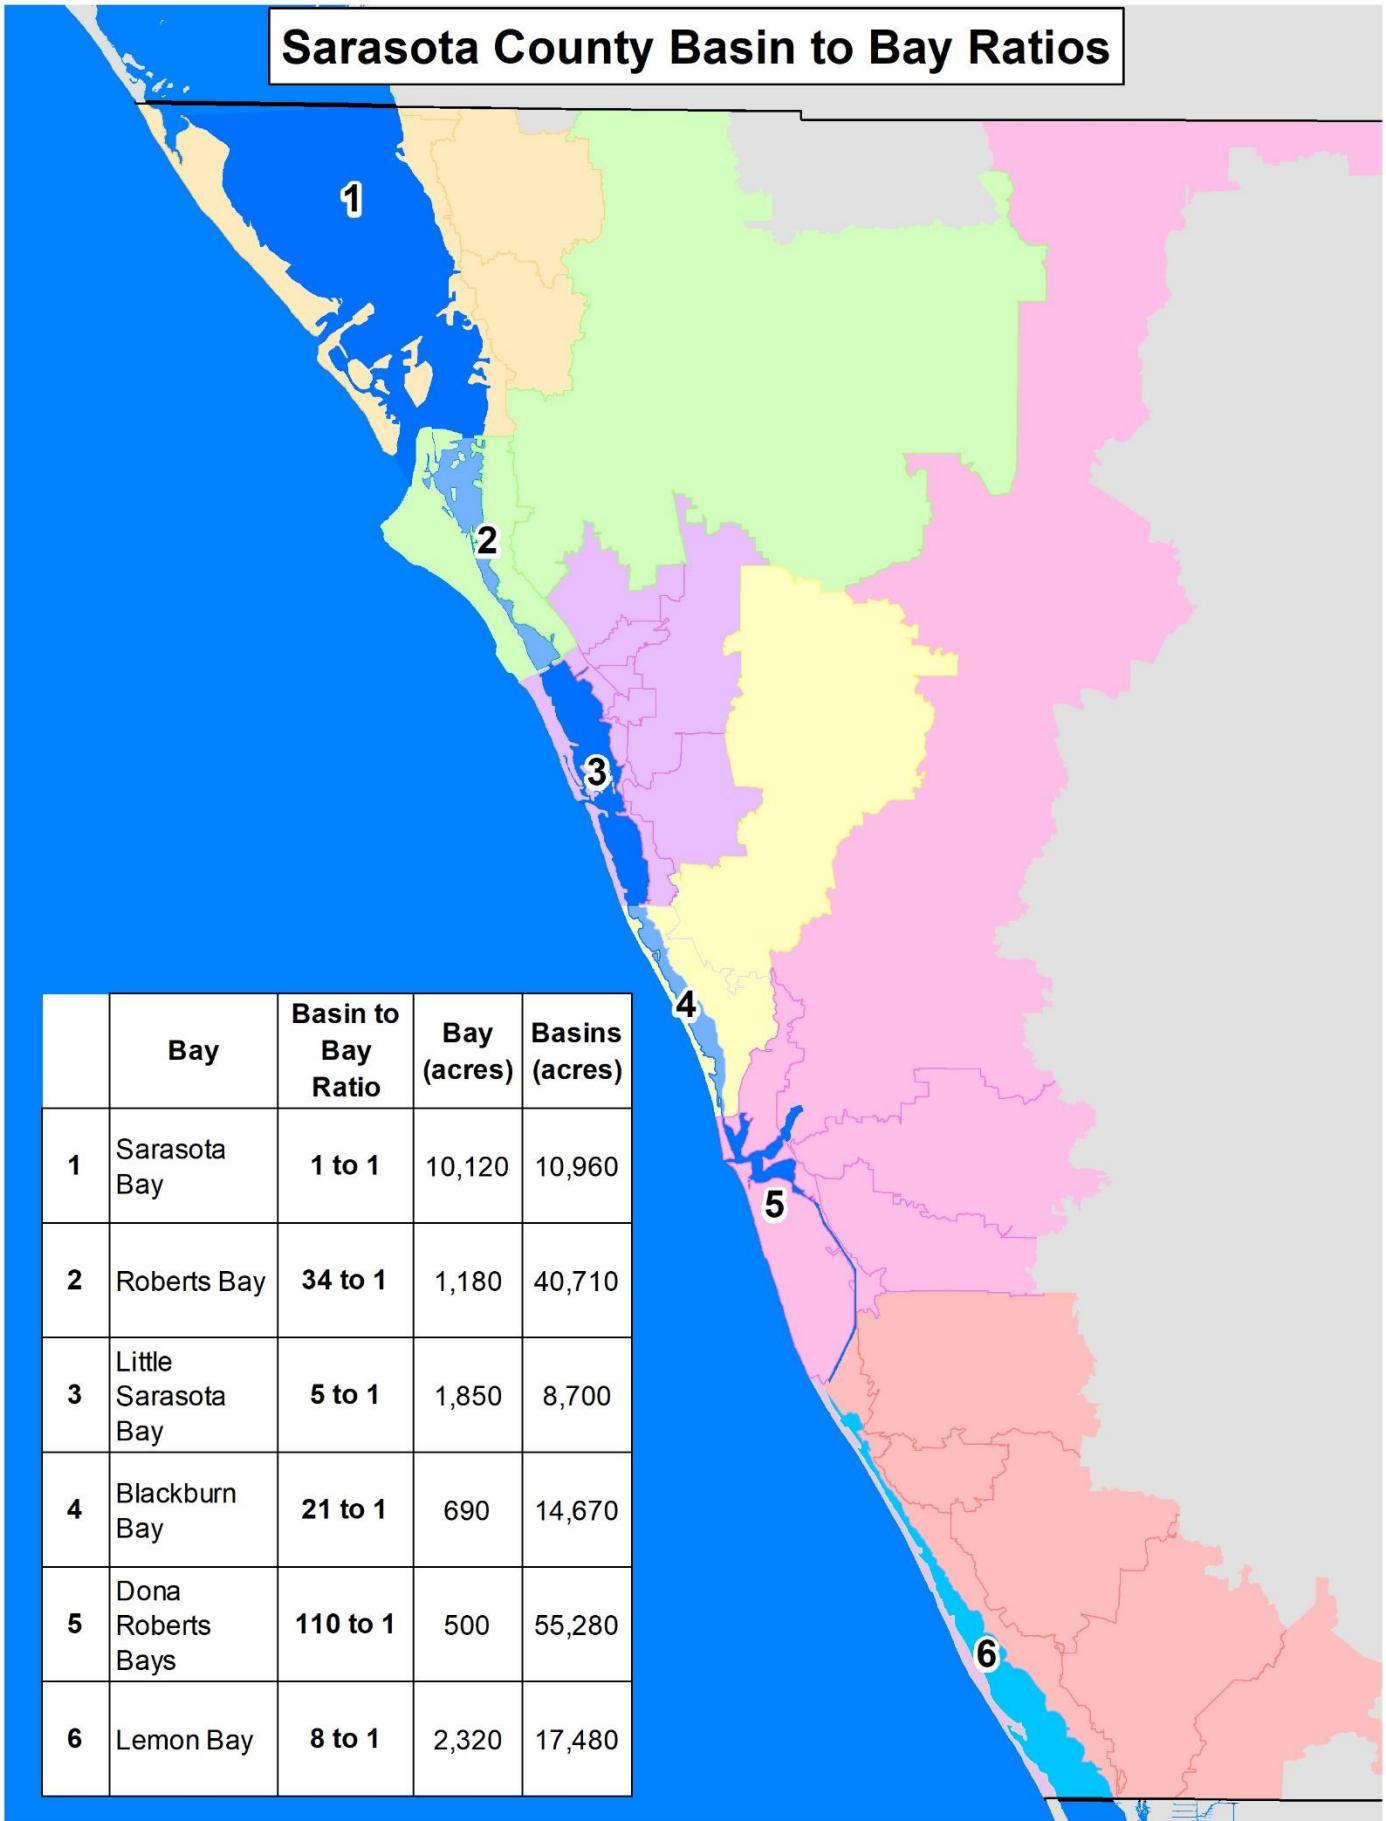 Sarasota County Basin to Bay Ratios
1
2
3
4
5
6
Bay
Basin to
Bay
Ratio
Bay
(acres)
Basins
(acres)
1
Sarasota
Bay
1 to 1
10,120
10,960
2
Roberts Bay
34 to 1
1,180
40,710
3
Little
Sarasota
Bay
5 to 1
1,850
8,700
4
Blackburn
Bay
21 to 1
690
14,670
5
Dona
Roberts
Bays
110 to 1
500
55,280
6
Lemon Bay
8 to 1
2,320
17,480